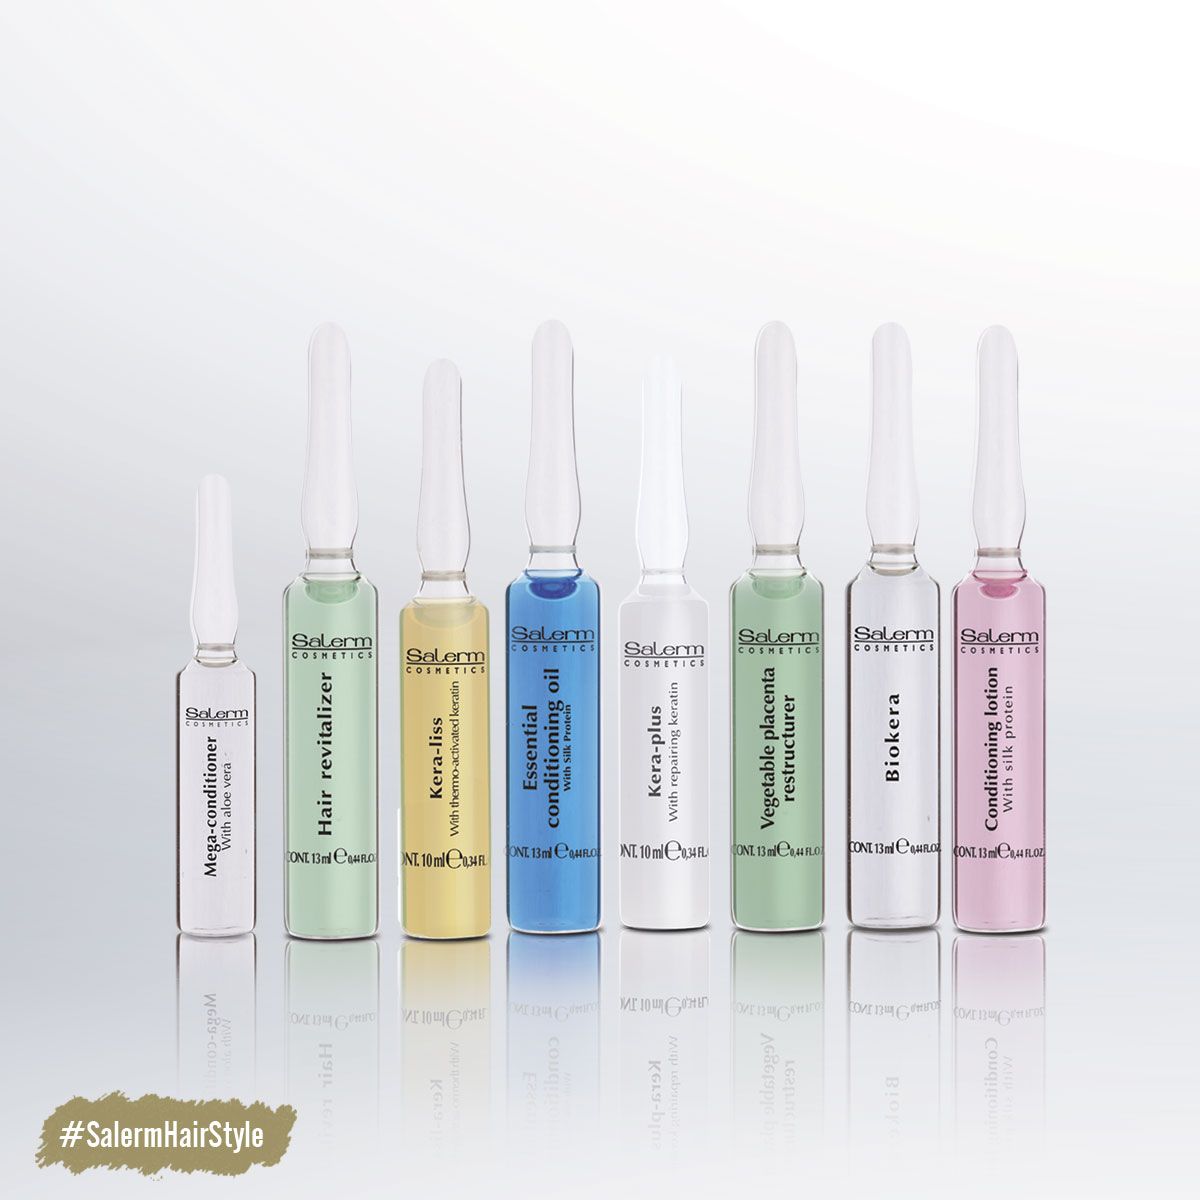 Salerm
COSMETICS
Mega-conditioner
With aloe vera
Salerm
COSMETICS
Hair revitalizer
CONT. 13 ml e 0,44 FL.OZ.
Salerm
COSMETICS
Kera-liss
With thermo-activated keratin
ONT. 10 ml e 0,34 FL.
Salerm
COSMETICS
Essential
conditioning oil
With Silk Protein
CONT. 13 ml e 0,44 FL.OZ.
Salerm
COSMETICS
Kera-plus
With repairing keratin
ONT. 10 ml e 0,34 FL.
Salerm
COSMETICS
Vegetable placenta
restructurer
CONT. 13 ml e 0,44 FL.OZ.
Salerm
COSMETICS
Biokera
CONT. 13 ml e 0,44 FL.OZ.
Salerm
COSMETICS
Conditioning lotion
With silk protein
CONT. 13 ml e 0,44 FL.OZ.
#SalermHairStyle